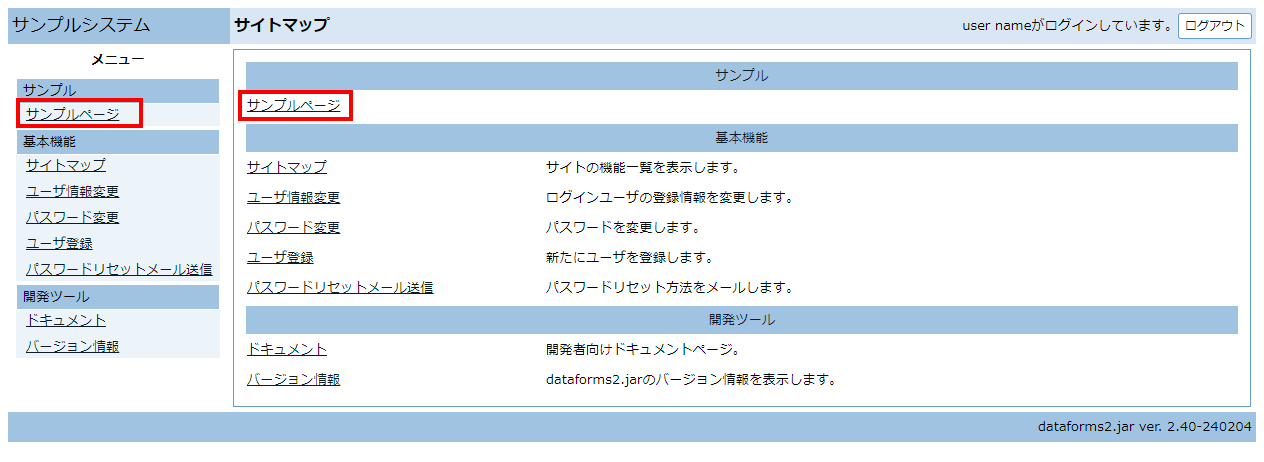 サンプルシステム
サイトマップ
user nameがログインしています。 ログアウト
メニュー
サンプル
サンプルページ
基本機能
サイトマップ
ユーザ情報変更
パスワード変更
ユーザ登録
パスワードリセットメール送信
開発ツール
ドキュメント
バージョン情報
サンプル
サンプルページ
基本機能
サイトマップ サイトの機能一覧を表示します。
ユーザ情報変更 ログインユーザの登録情報を変更します。
パスワード変更 パスワードを変更します。
ユーザ登録 新たにユーザを登録します。
パスワードリセットメール送信 パスワードリセット方法をメールします。
開発ツール
ドキュメント 開発者向けドキュメントページ。
バージョン情報 dataforms2.jarのバージョン情報を表示します。
dataforms2.jar ver. 2.40-240204